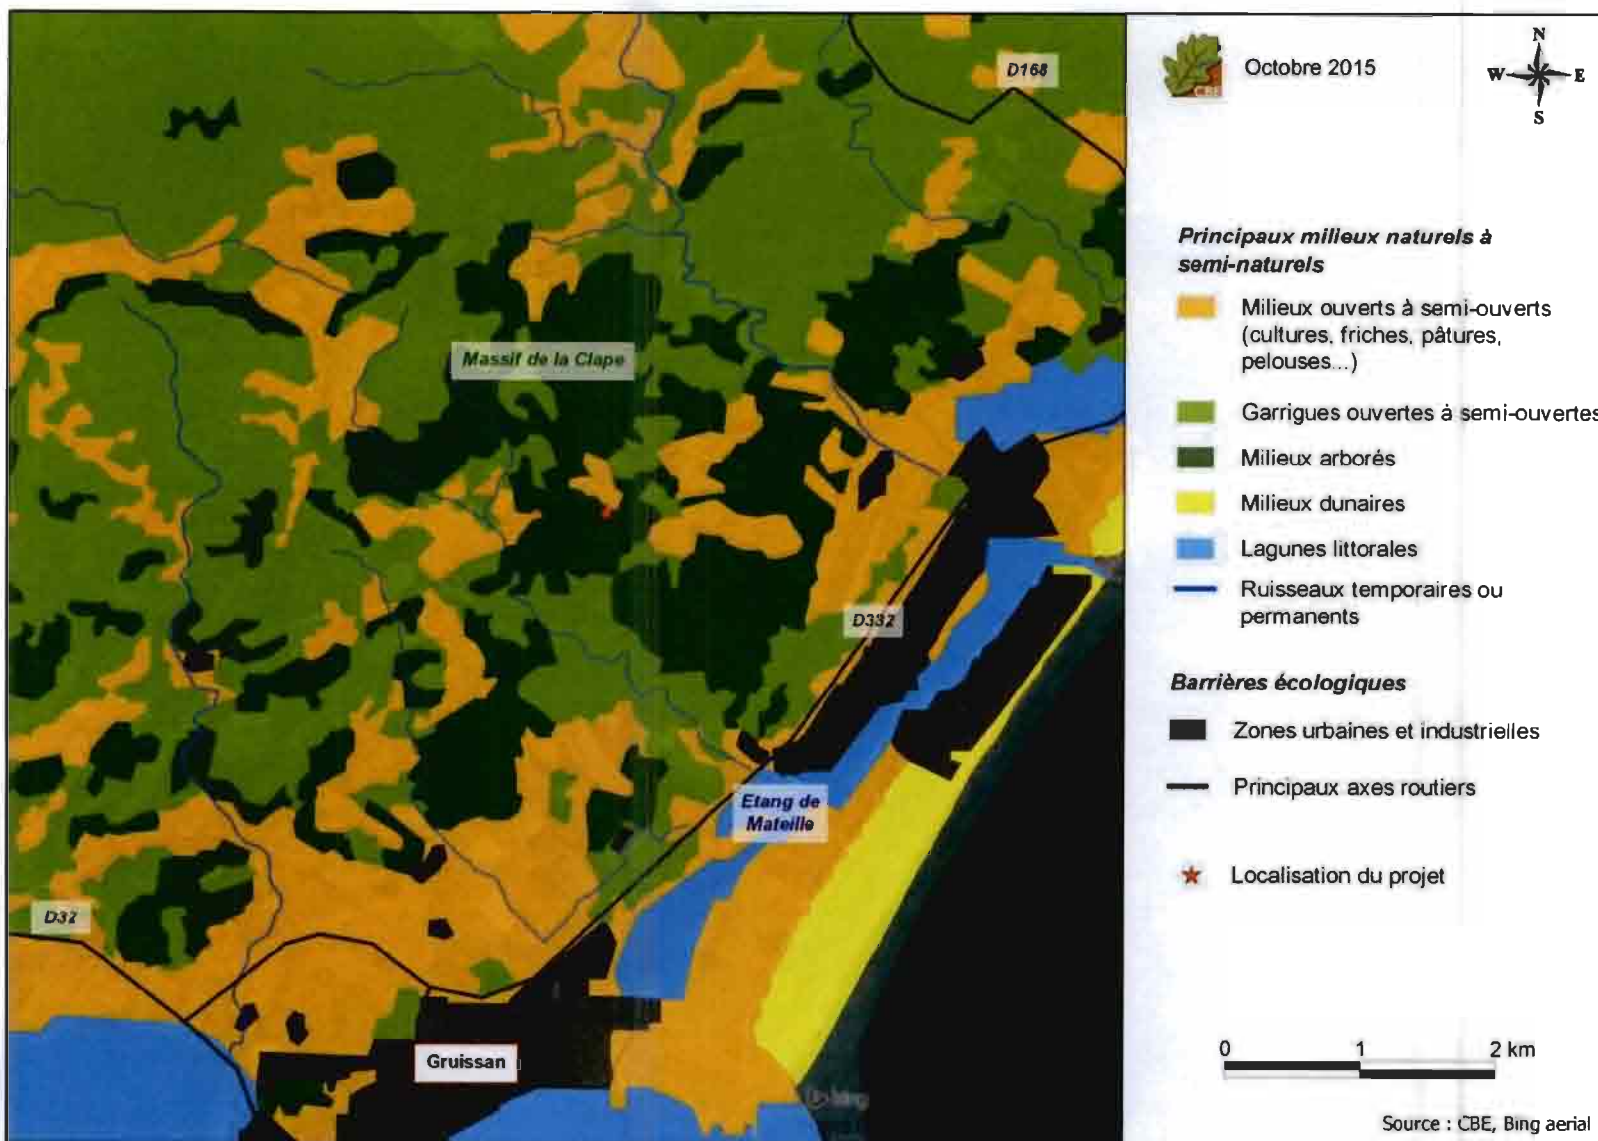 D168
Massif de la Clape
D332
Etang de
Mateille
D32
Gruissan
bing
CBE
Octobre 2015
N
W
E
S
Principaux milieux naturels à
semi-naturels
Milieux ouverts à semi-ouverts
(cultures, friches, pâtures,
pelouses...)
Garrigues ouvertes à semi-ouvertes
Milieux arborés
Milieux dunaires
Lagunes littorales
Ruisseaux temporaires ou
permanents
Barrières écologiques
Zones urbaines et industrielles
Principaux axes routiers
Localisation du projet
0 1 2 km
Source : CBE, Bing aerial